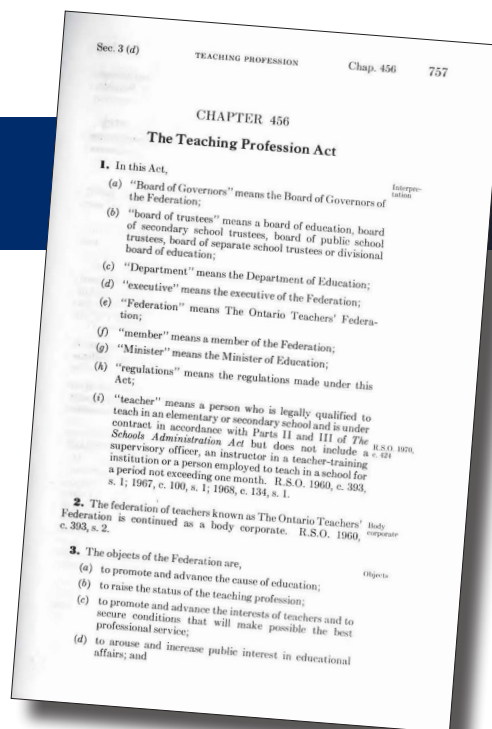 Sec. 3 (d) TEACHING PROFESSION Chap. 456 757
CHAPTER 456
The Teaching Profession Act
1. In this Act, Interpre-
tation
(a) "Board of Governors" means the Board of Governors of
the Federation;
(b) "board of trustees" means a board of education, board
of secondary school trustees, board of public school
trustees, board of separate school trustees or divisional
board of education;
(c) "Department" means the Department of Education;
(d) "executive" means the executive of the Federation;
(e) "Federation" means The Ontario Teachers' Federa-
tion;
(f) "member" means a member of the Federation;
(g) "Minister" means the Minister of Education;
(h) "regulations" means the regulations made under this
Act;
(i) "teacher" means a person who is legally qualified to
teach in an elementary or secondary school and is under
contract in accordance with Parts II and III of The
Schools Administration Act but does not include a R.S.O. 1970,
c. 424
supervisory officer, an instructor in a teacher-training
institution or a person employed to teach in a school for
a period not exceeding one month. R.S.O. 1960, c. 393,
s. 1; 1967, c. 100, s. 1; 1968, c. 134, s. 1.
2. The federation of teachers known as The Ontario Teachers' Body
corporate
Federation is continued as a body corporate. R.S.O. 1960,
c. 393, s. 2.
3. The objects of the Federation are, Objects
(a) to promote and advance the cause of education;
(b) to raise the status of the teaching profession;
(c) to promote and advance the interests of teachers and to
secure conditions that will make possible the best
professional service;
(d) to arouse and increase public interest in educational
affairs; and